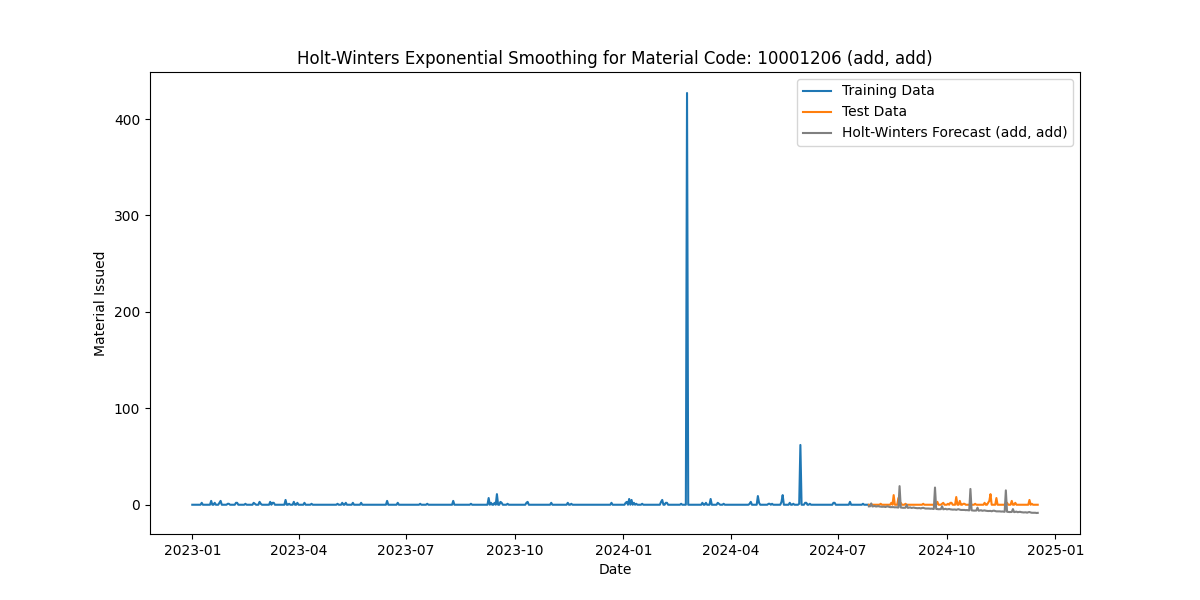 Holt-Winters Exponential Smoothing for Material Code: 10001206 (add, add)
Training Data
Test Data
Holt-Winters Forecast (add, add)
Material Issued
400
300
200
100
0
2023-01
2023-04
2023-07
2023-10
2024-01
2024-04
2024-07
2024-10
2025-01
Date